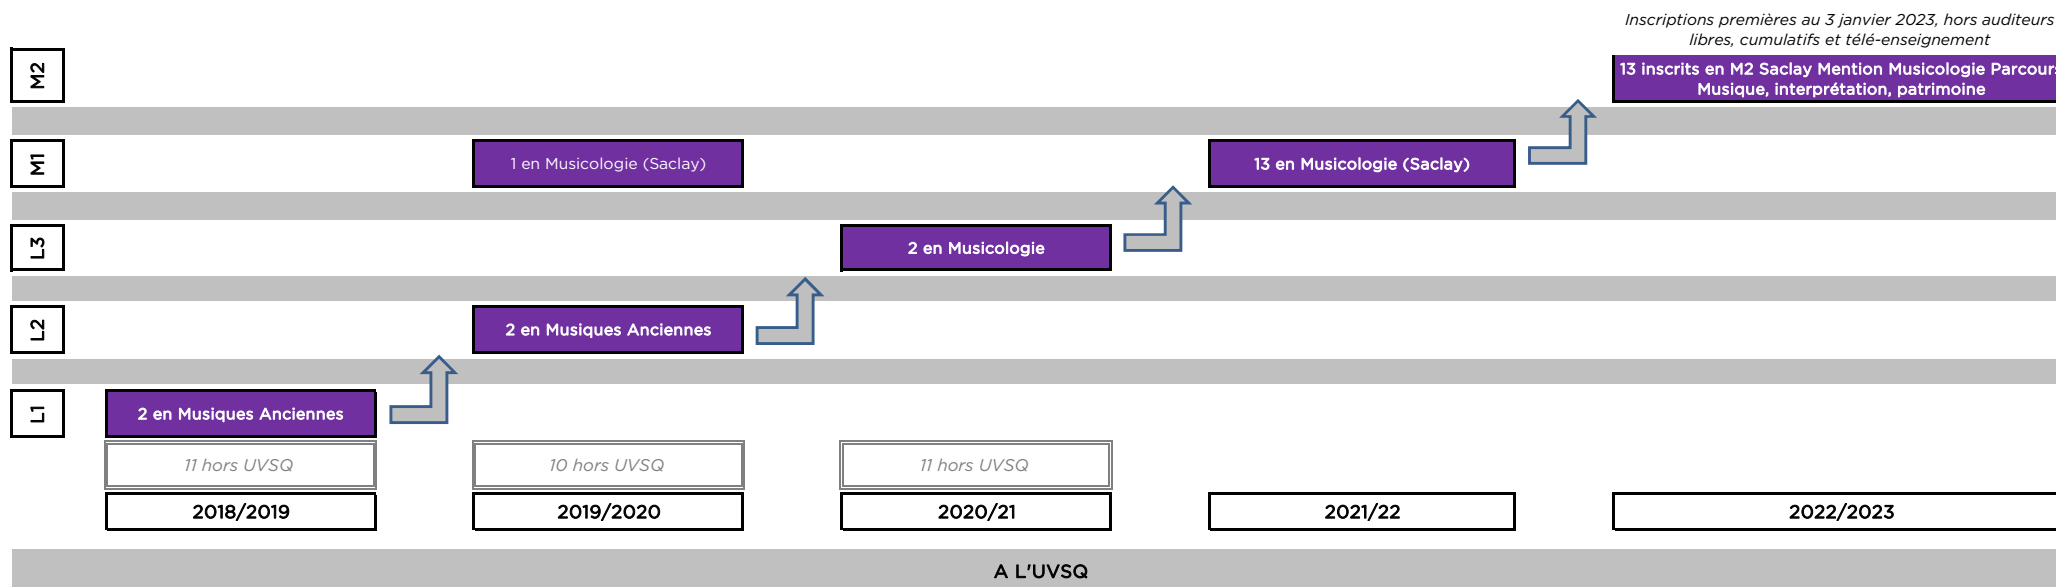 Inscriptions premières au 3 janvier 2023, hors auditeurs
libres, cumulatifs et télé-enseignement
M2
13 inscrits en M2 Saclay Mention Musicologie Parcours
Musique, interprétation, patrimoine
M1
1 en Musicologie (Saclay)
13 en Musicologie (Saclay)
L3
2 en Musicologie
L2
2 en Musiques Anciennes
L1
2 en Musiques Anciennes
11 hors UVSQ
10 hors UVSQ
11 hors UVSQ
2018/2019
2019/2020
2020/21
2021/22
2022/2023
A L'UVSQ